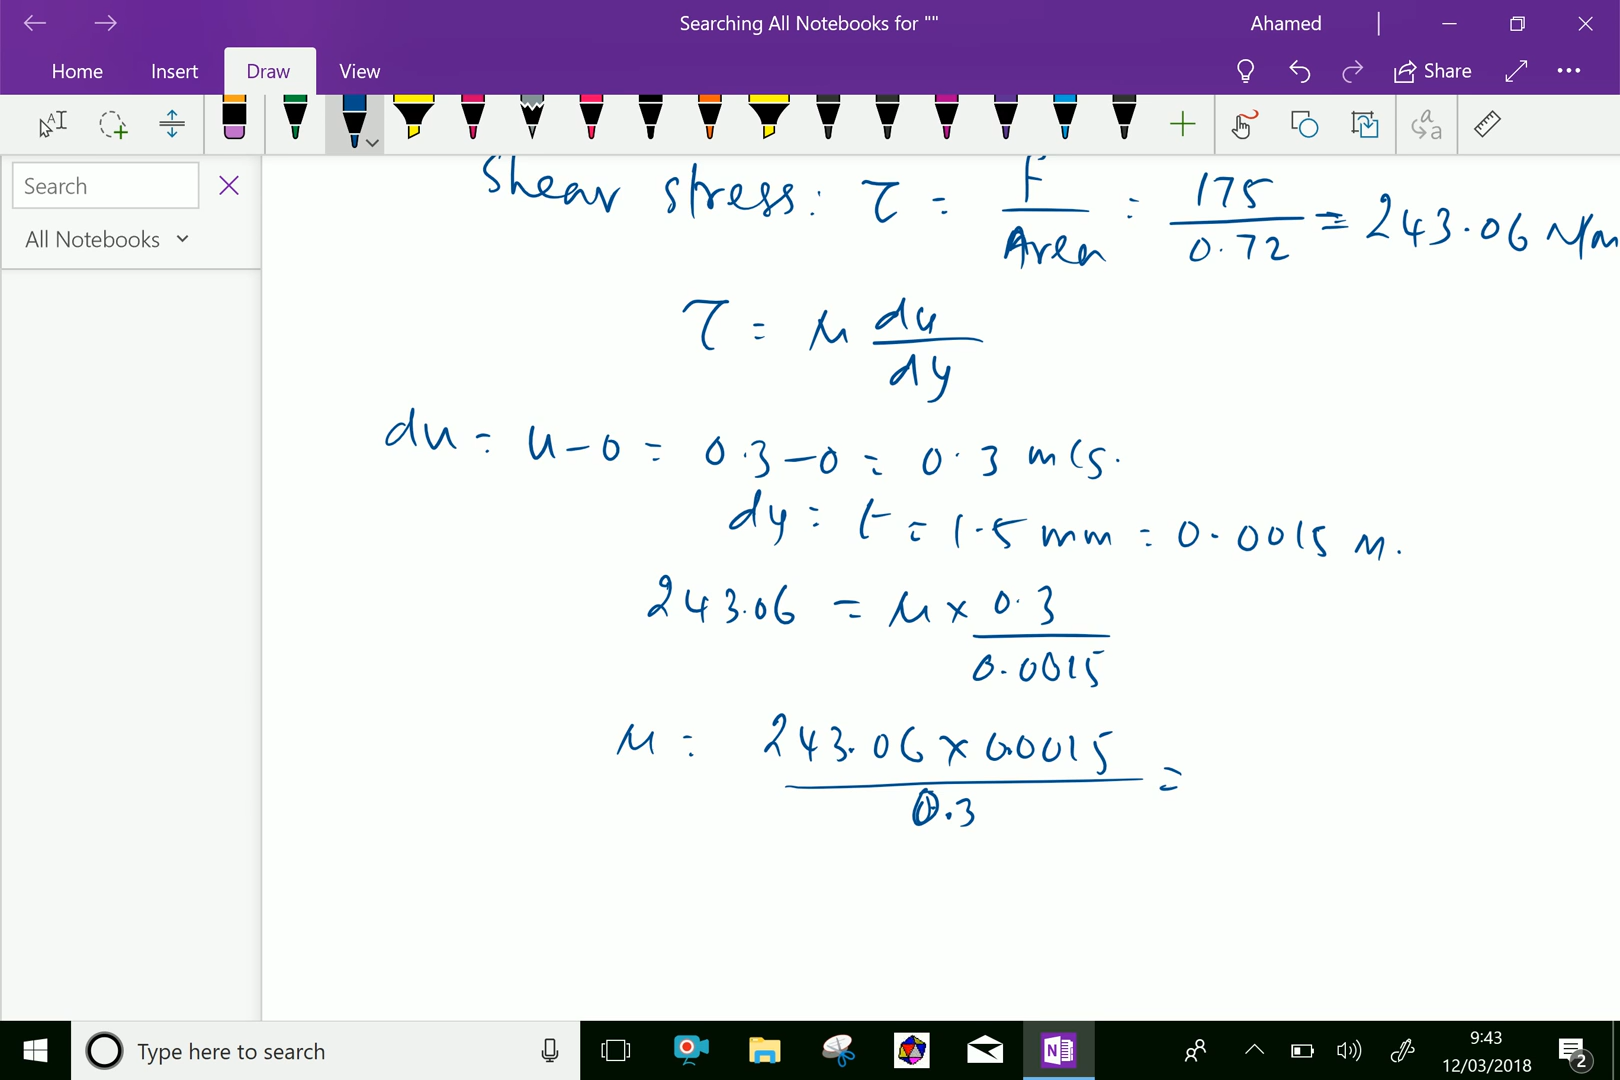 Searching All Notebooks for ""
Ahamed
Home Insert Draw View
Share
Search
All Notebooks
Shear stress: τ = F/Area = 175/0.72 = 243.06 N/m
τ = μ du/dy
du = u - 0 = 0.3 - 0 = 0.3 m/s.
dy = t = 1.5 mm = 0.0015 m.
243.06 = μ × 0.3/0.0015
μ = 243.06 × 0.0015/0.3 =
Type here to search
9:43
12/03/2018
2